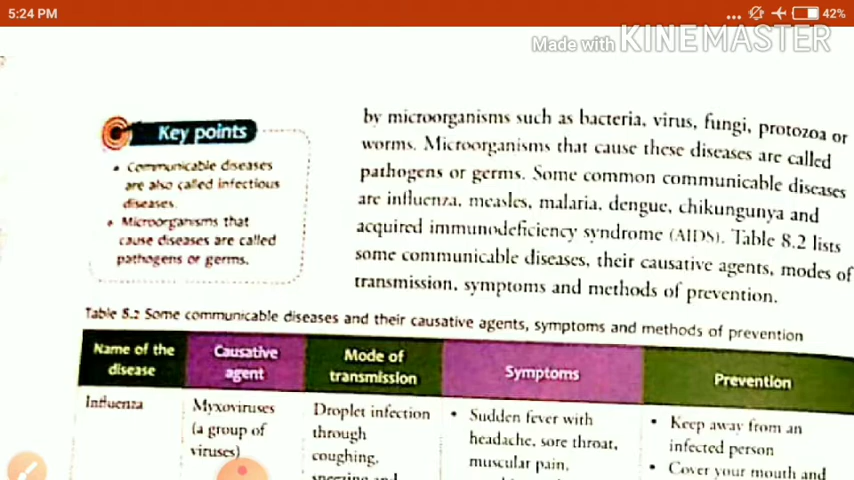 5:24 PM
42%
Made with KINEMASTER
Key points
• Communicable diseases
are also called infectious
diseases.
• Microorganisms that
cause diseases are called
pathogens or germs.
by microorganisms such as bacteria, virus, fungi, protozoa or
worms. Microorganisms that cause these diseases are called
pathogens or germs. Some common communicable diseases
are influenza, measles, malaria, dengue, chikungunya and
acquired immunodeficiency syndrome (AIDS). Table 8.2 lists
some communicable diseases, their causative agents, modes of
transmission, symptoms and methods of prevention.
Table 8.2 Some communicable diseases and their causative agents, symptoms and methods of prevention
Name of the
disease
Causative
agent
Mode of
transmission
Symptoms
Prevention
Influenza
Myxoviruses
(a group of
viruses)
Droplet infection
through
coughing,
sneezing and
• Sudden fever with
headache, sore throat,
muscular pain,
• Keep away from an
infected person
• Cover your mouth and